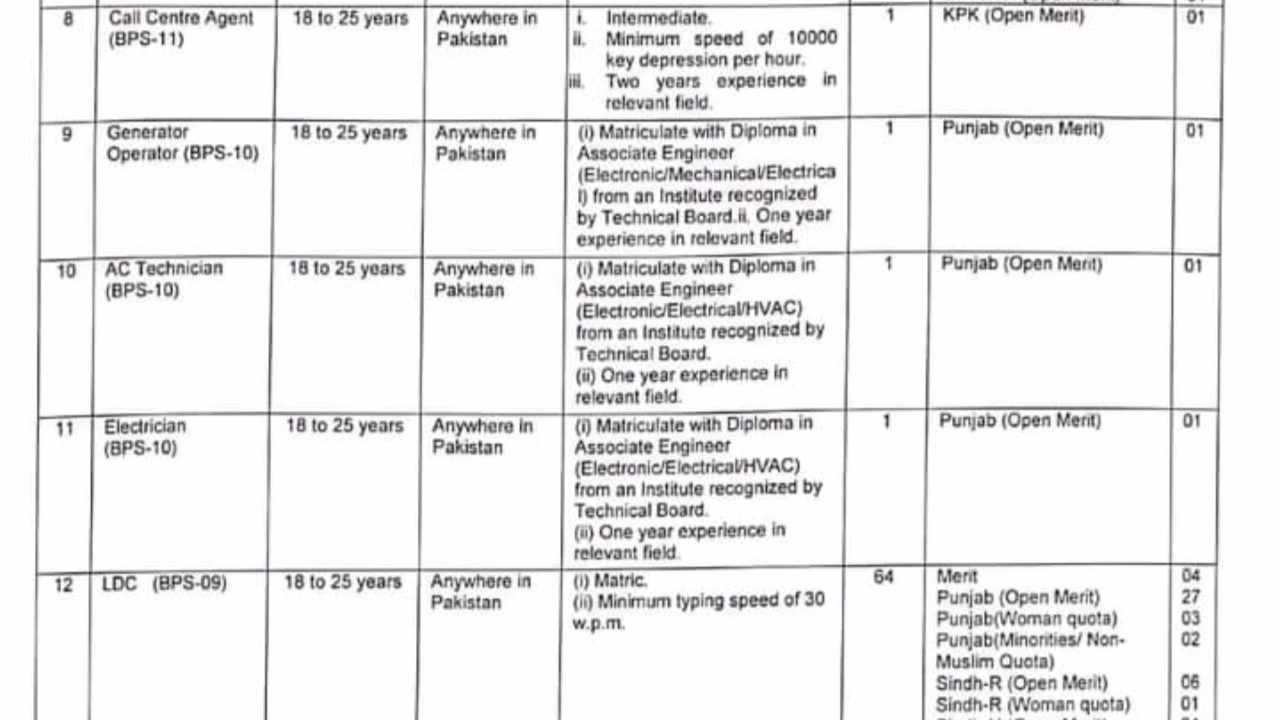 8 Call Centre Agent 18 to 25 years Anywhere in i. Intermediate. 1 KPK (Open Merit) 01
(BPS-11) Pakistan ii. Minimum speed of 10000
key depression per hour.
iii. Two years experience in
relevant field.
9 Generator 18 to 25 years Anywhere in (i) Matriculate with Diploma in 1 Punjab (Open Merit) 01
Operator (BPS-10) Pakistan Associate Engineer
(Electronic/Mechanical/Electrica
l) from an Institute recognized
by Technical Board.ii. One year
experience in relevant field.
10 AC Technician 18 to 25 years Anywhere in (i) Matriculate with Diploma in 1 Punjab (Open Merit) 01
(BPS-10) Pakistan Associate Engineer
(Electronic/Electrical/HVAC)
from an Institute recognized by
Technical Board.
(ii) One year experience in
relevant field.
11 Electrician 18 to 25 years Anywhere in (i) Matriculate with Diploma in 1 Punjab (Open Merit) 01
(BPS-10) Pakistan Associate Engineer
(Electronic/Electrical/HVAC)
from an Institute recognized by
Technical Board.
(ii) One year experience in
relevant field.
12 LDC (BPS-09) 18 to 25 years Anywhere in (i) Matric. 64 Merit 04
Pakistan (ii) Minimum typing speed of 30 Punjab (Open Merit) 27
w.p.m. Punjab(Woman quota) 03
Punjab(Minorities/ Non- 02
Muslim Quota)
Sindh-R (Open Merit) 06
Sindh-R (Woman quota) 01